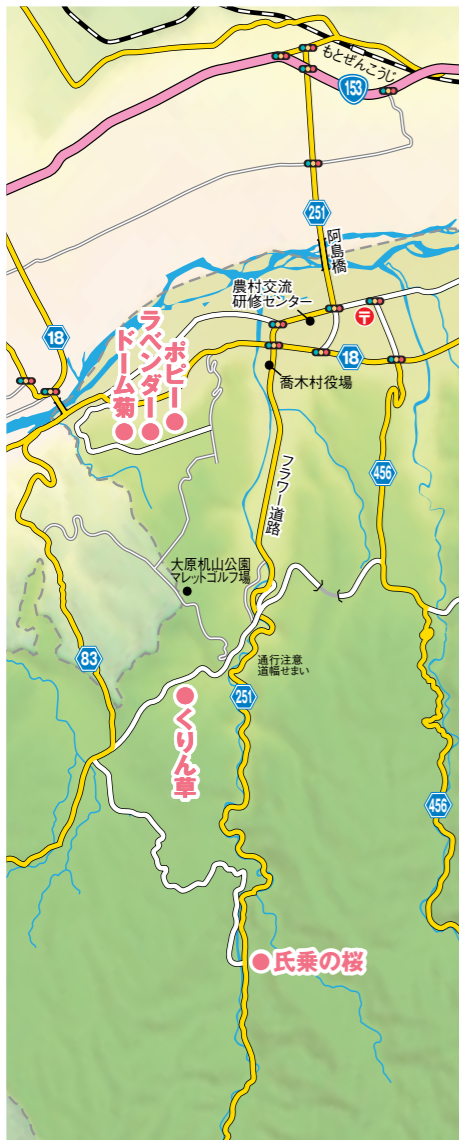 もとぜんこうじ
153
251
阿島橋
農村交流
研修センター
〒
18
18
喬木村役場
ポピー
ラベンダー
ドーム菊
フラワー道路
456
大原机山公園
マレットゴルフ場
83
通行注意
道幅せまい
251
くりん草
456
氏乗の桜